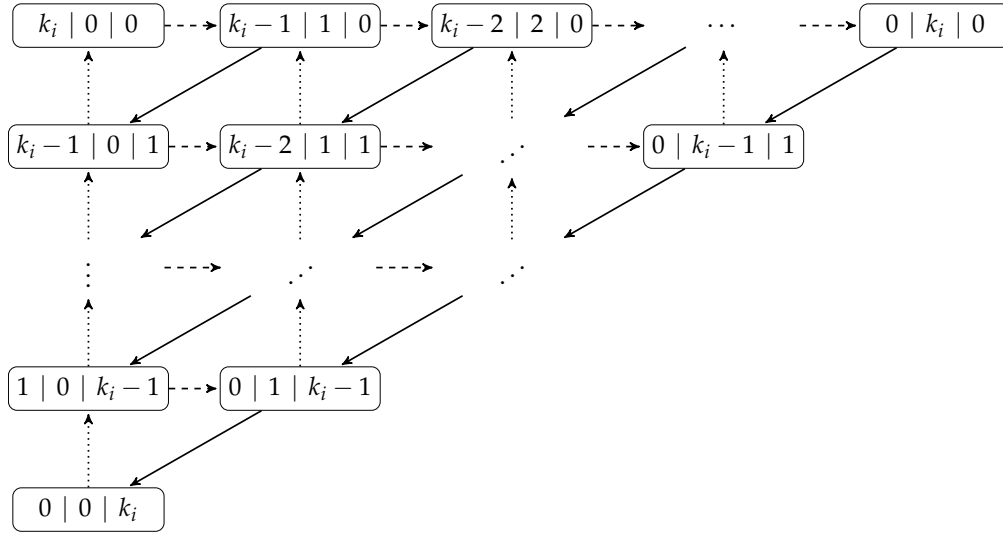 k_i | 0 | 0 k_i − 1 | 1 | 0 k_i − 2 | 2 | 0 ⋯ 0 | k_i | 0
k_i − 1 | 0 | 1 k_i − 2 | 1 | 1 ⋰ 0 | k_i − 1 | 1
⋮ ⋰ ⋰
1 | 0 | k_i − 1 0 | 1 | k_i − 1
0 | 0 | k_i